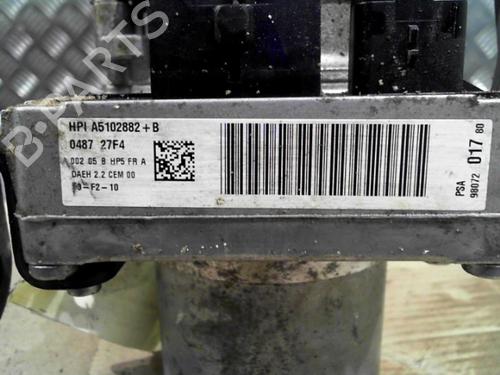 B-PARTS
HPI A5102882+B
0487 27F4
002 05 B HP5 FR A
DAEH 2.2 CEM 00
-F2-10
PSA
98072 017 80